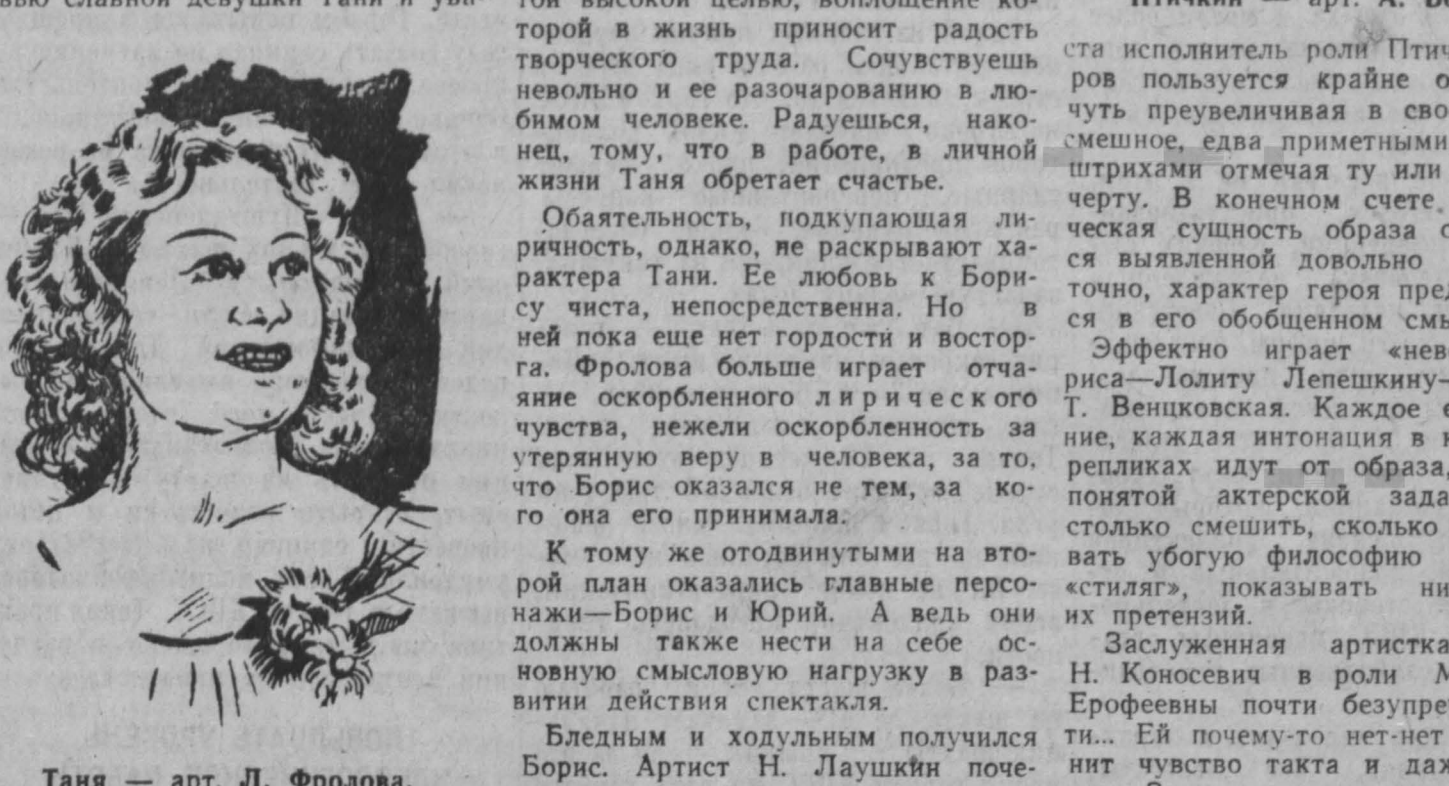 вью славной девушки Тани и ува-
Таня — арт. Л. Фролова.
той высокой целью, воплощение ко-
торой в жизнь приносит радость
творческого труда. Сочувствуешь
невольно и ее разочарованию в лю-
бимом человеке. Радуешься, нако-
нец, тому, что в работе, в личной
жизни Таня обретает счастье.
Обаятельность, подкупающая ли-
ричность, однако, не раскрывают ха-
рактера Тани. Ее любовь к Бори-
су чиста, непосредственна. Но в
ней пока еще нет гордости и востор-
га. Фролова больше играет отча-
яние оскорбленного лирического
чувства, нежели оскорбленность за
утерянную веру в человека, за то,
что Борис оказался не тем, за ко-
го она его принимала.
К тому же отодвинутыми на вто-
рой план оказались главные персо-
нажи—Борис и Юрий. А ведь они
должны также нести на себе ос-
новную смысловую нагрузку в раз-
витии действия спектакля.
Бледным и ходульным получился
Борис. Артист Н. Лаушкин поче-
Птичкин — арт. А.
ста исполнитель роли Птич
ров пользуется крайне о
чуть преувеличивая в сво
смешное, едва приметными
штрихами отмечая ту или
черту. В конечном счете,
ческая сущность образа о
ся выявленной довольно
точно, характер героя пред
ся в его обобщенном смы
Эффектно играет «нев
риса—Лолиту Лепешкину—
Т. Венцковская. Каждое
ние, каждая интонация в
репликах идут от образа,
понятой актерской зада
столько смешить, сколько
вать убогую философию
«стиляг», показывать ни
их претензий.
Заслуженная артистка
Н. Коносевич в роли М
Ерофеевны почти безупре
ти... Ей почему-то нет-нет
нит чувство такта и даж